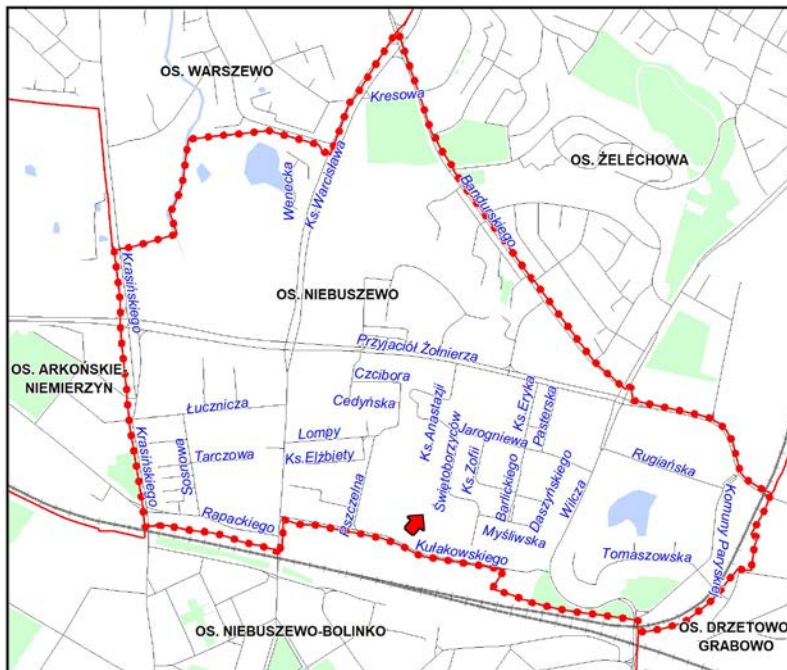 OS. WARSZEWO
Kresowa
OS. ŻELECHOWA
Wenecka
Ks.Warcisława
Bandurskiego
Krasińskiego
OS. NIEBUSZEWO
Przyjaciół Żołnierza
OS. ARKOŃSKIE
NIEMIERZYN
Czcibora
Cedyńska
Łucznicza
Ks.Anastazji
Świętoborzyców
Ks.Eryka
Pasterska
Jarogniewa
Lompy
Ks.Elżbiety
Tarczowa
Sosnowa
Krasińskiego
Ks.Zofii
Barlickiego
Daszyńskiego
Wilcza
Rugiańska
Komuny Paryskiej
Rapackiego
Pszczelna
Kułakowskiego
Myśliwska
Tomaszowska
OS. NIEBUSZEWO-BOLINKO
OS. DRZETOWO
GRABOWO